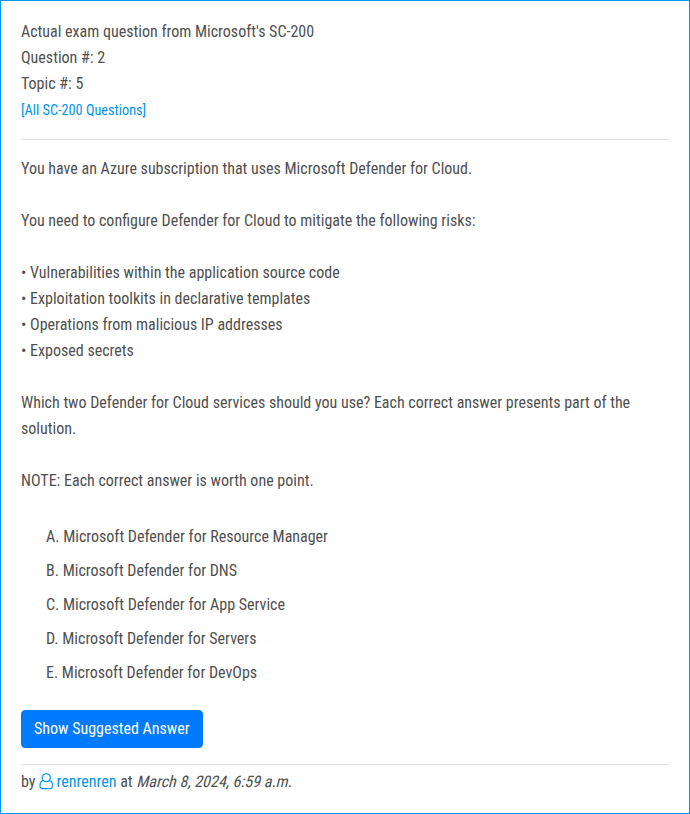 Actual exam question from Microsoft's SC-200
Question #: 2
Topic #: 5
[All SC-200 Questions]
You have an Azure subscription that uses Microsoft Defender for Cloud.
You need to configure Defender for Cloud to mitigate the following risks:
• Vulnerabilities within the application source code
• Exploitation toolkits in declarative templates
• Operations from malicious IP addresses
• Exposed secrets
Which two Defender for Cloud services should you use? Each correct answer presents part of the
solution.
NOTE: Each correct answer is worth one point.
A. Microsoft Defender for Resource Manager
B. Microsoft Defender for DNS
C. Microsoft Defender for App Service
D. Microsoft Defender for Servers
E. Microsoft Defender for DevOps
Show Suggested Answer
by renrenren at March 8, 2024, 6:59 a.m.